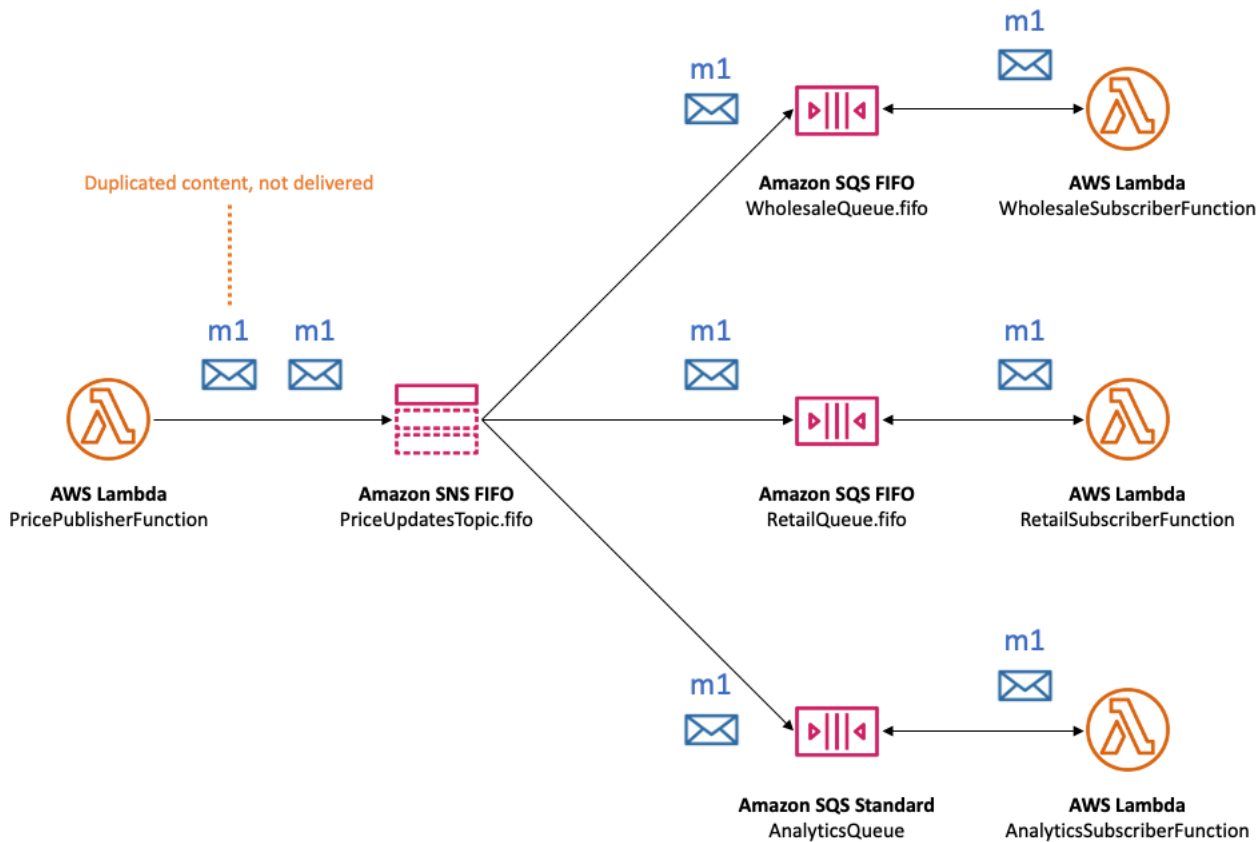 m1
m1
m1
Amazon SQS FIFO
WholesaleQueue.fifo
AWS Lambda
WholesaleSubscriberFunction
Duplicated content, not delivered
m1
m1
m1
m1
AWS Lambda
PricePublisherFunction
Amazon SNS FIFO
PriceUpdatesTopic.fifo
Amazon SQS FIFO
RetailQueue.fifo
AWS Lambda
RetailSubscriberFunction
m1
m1
Amazon SQS Standard
AnalyticsQueue
AWS Lambda
AnalyticsSubscriberFunction